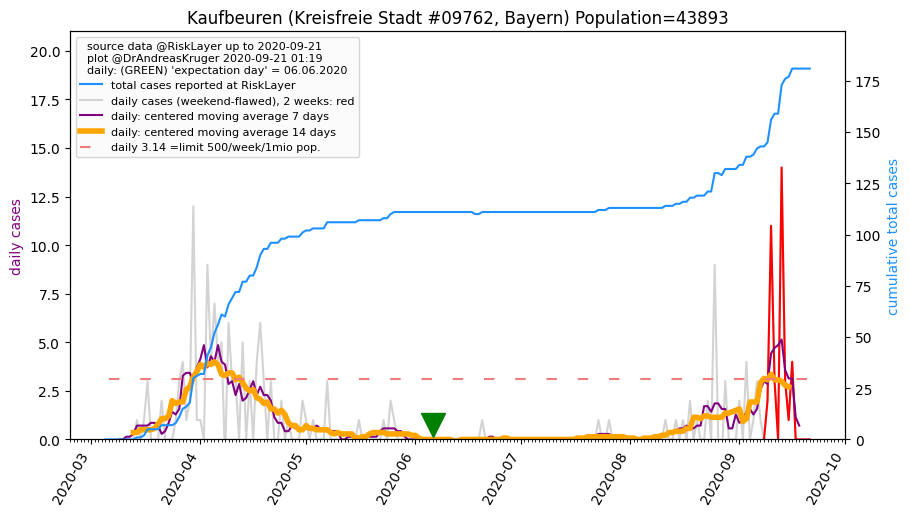 Kaufbeuren (Kreisfreie Stadt #09762, Bayern) Population=43893
source data @RiskLayer up to 2020-09-21
plot @DrAndreasKruger 2020-09-21 01:19
daily: (GREEN) 'expectation day' = 06.06.2020
total cases reported at RiskLayer
daily cases (weekend-flawed), 2 weeks: red
daily: centered moving average 7 days
daily: centered moving average 14 days
daily 3.14 =limit 500/week/1mio pop.
daily cases
20.0
17.5
15.0
12.5
10.0
7.5
5.0
2.5
0.0
cumulative total cases
175
150
125
100
75
50
25
0
2020-03
2020-04
2020-05
2020-06
2020-07
2020-08
2020-09
2020-10